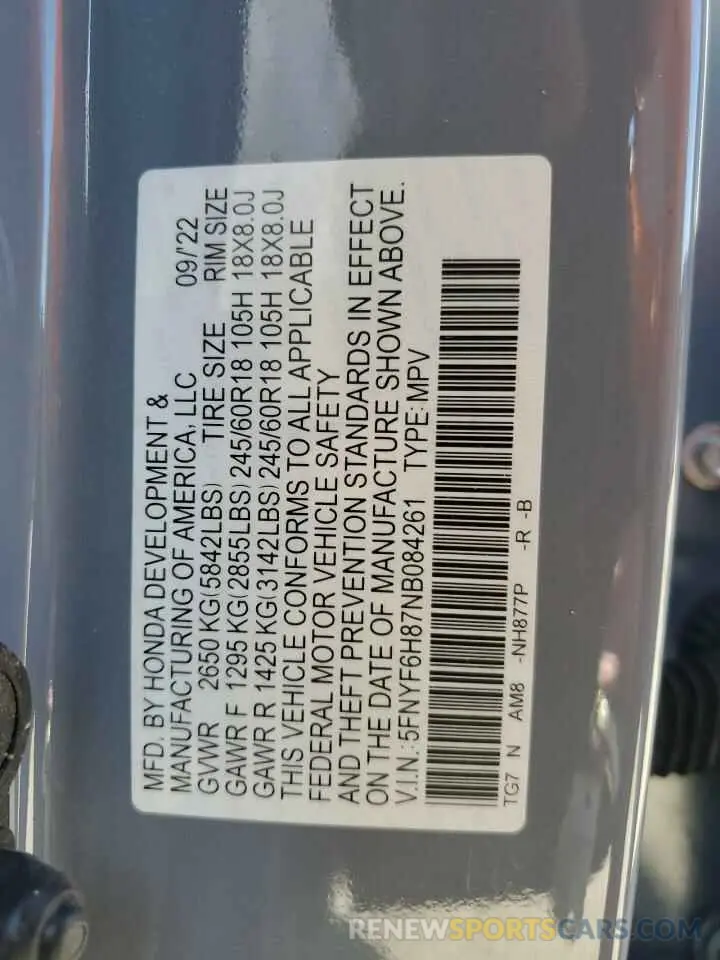 MFD. BY HONDA DEVELOPMENT &
MANUFACTURING OF AMERICA, LLC 09/'22
GVWR 2650 KG(5842LBS) TIRE SIZE RIM SIZE
GAWR F 1295 KG(2855LBS) 245/60R18 105H 18X8.0J
GAWR R 1425 KG(3142LBS) 245/60R18 105H 18X8.0J
THIS VEHICLE CONFORMS TO ALL APPLICABLE
FEDERAL MOTOR VEHICLE SAFETY
AND THEFT PREVENTION STANDARDS IN EFFECT
ON THE DATE OF MANUFACTURE SHOWN ABOVE.
V.I.N.: 5FNYF6H87NB084261 TYPE: MPV
TG7 N AM8 -NH877P -R -B
RENEWSPORTSCARS.COM